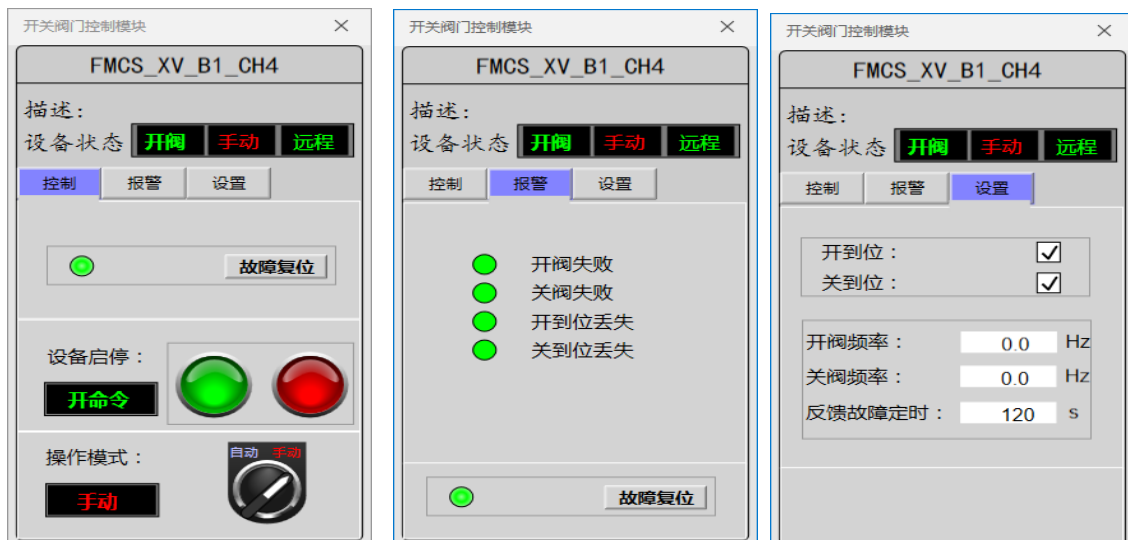 开关阀门控制模块
FMCS_XV_B1_CH4
描述:
设备状态 开阀 手动 远程
控制 报警 设置
故障复位
设备启停:
开命令
操作模式:
自动 手动
手动
开关阀门控制模块
FMCS_XV_B1_CH4
描述:
设备状态 开阀 手动 远程
控制 报警 设置
开阀失败
关阀失败
开到位丢失
关到位丢失
故障复位
开关阀门控制模块
FMCS_XV_B1_CH4
描述:
设备状态 开阀 手动 远程
控制 报警 设置
开到位:
关到位:
开阀频率: 0.0 Hz
关阀频率: 0.0 Hz
反馈故障定时: 120 s